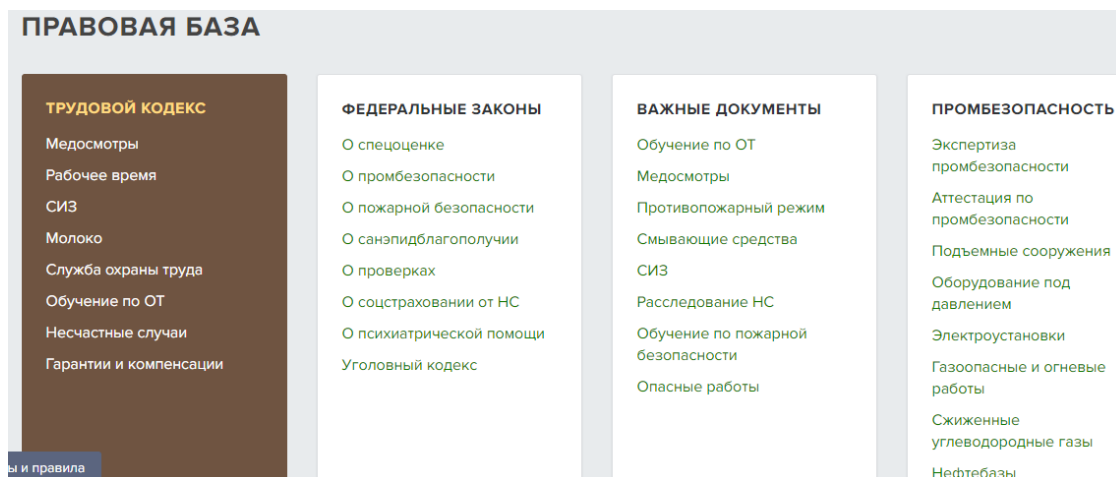 ПРАВОВАЯ БАЗА
ТРУДОВОЙ КОДЕКС
Медосмотры
Рабочее время
СИЗ
Молоко
Служба охраны труда
Обучение по ОТ
Несчастные случаи
Гарантии и компенсации
ФЕДЕРАЛЬНЫЕ ЗАКОНЫ
О спецоценке
О промбезопасности
О пожарной безопасности
О санэпидблагополучии
О проверках
О соцстраховании от НС
О психиатрической помощи
Уголовный кодекс
ВАЖНЫЕ ДОКУМЕНТЫ
Обучение по ОТ
Медосмотры
Противопожарный режим
Смывающие средства
СИЗ
Расследование НС
Обучение по пожарной
безопасности
Опасные работы
ПРОМБЕЗОПАСНОСТЬ
Экспертиза
промбезопасности
Аттестация по
промбезопасности
Подъемные сооружения
Оборудование под
давлением
Электроустановки
Газоопасные и огневые
работы
Сжиженные
углеводородные газы
Нефтебазы
ы и правила